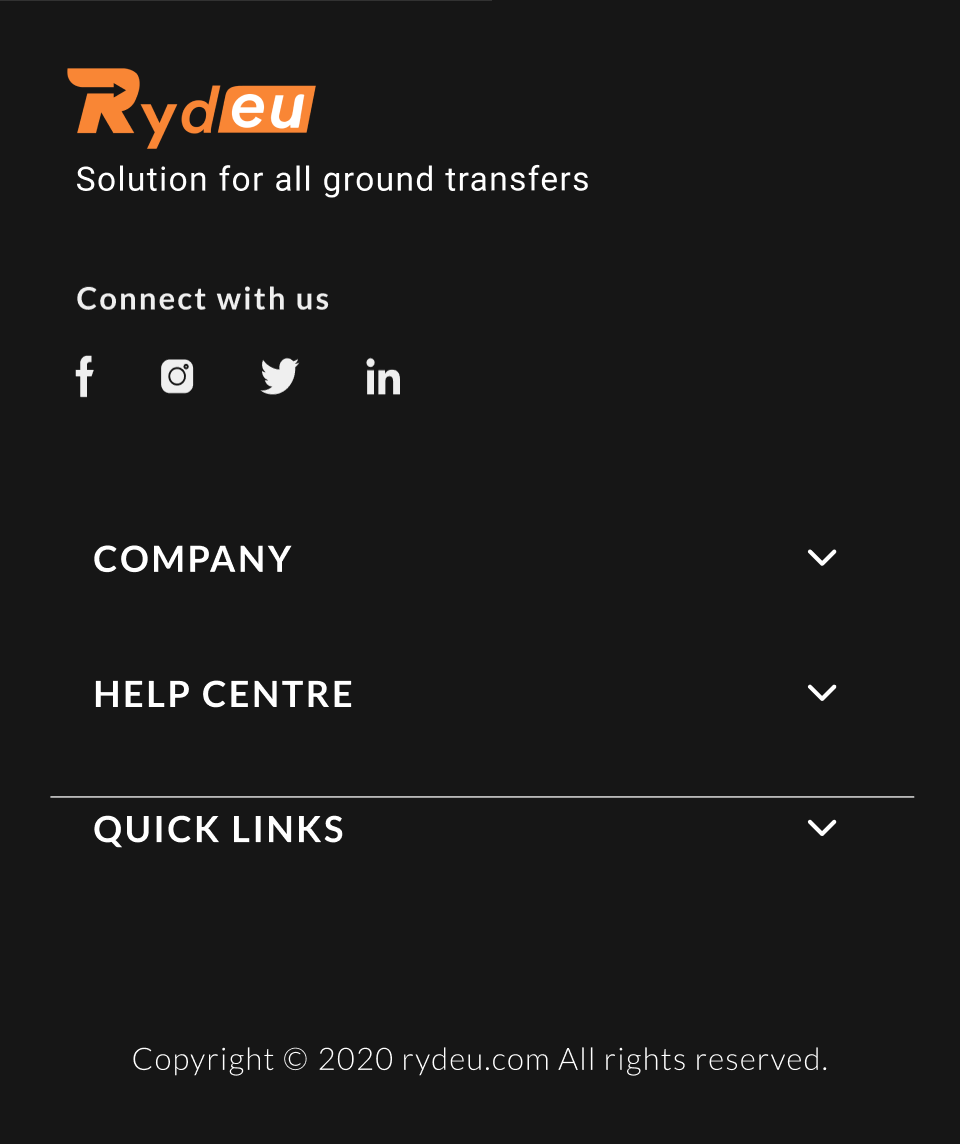 Rydeu
Solution for all ground transfers
Connect with us
COMPANY
HELP CENTRE
QUICK LINKS
Copyright © 2020 rydeu.com All rights reserved.